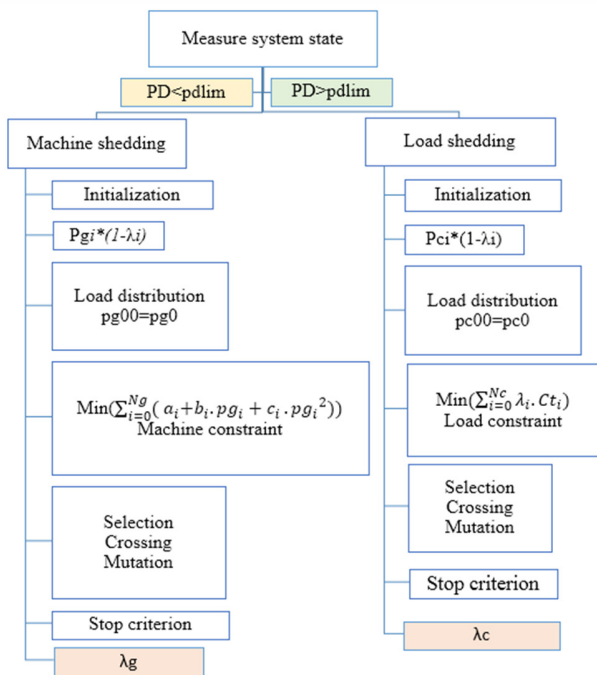 Measure system state
PD<pdlim
PD>pdlim
Machine shedding
Initialization
Pgi*(1-λi)
Load distribution
pg00=pg0
Min(∑_{i=0}^{Ng}( a_i+b_i.pg_i + c_i.pg_i²))
Machine constraint
Selection
Crossing
Mutation
Stop criterion
λg
Load shedding
Initialization
Pci*(1-λi)
Load distribution
pc00=pc0
Min(∑_{i=0}^{Nc} λ_i.Ct_i)
Load constraint
Selection
Crossing
Mutation
Stop criterion
λc